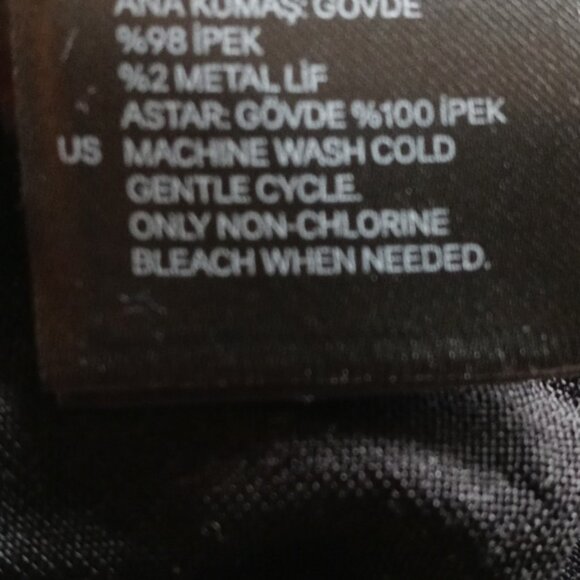 ANA KUMAŞ: GÖVDE
%98 İPEK
%2 METAL LİF
ASTAR: GÖVDE %100 İPEK
US MACHINE WASH COLD
GENTLE CYCLE.
ONLY NON-CHLORINE
BLEACH WHEN NEEDED.